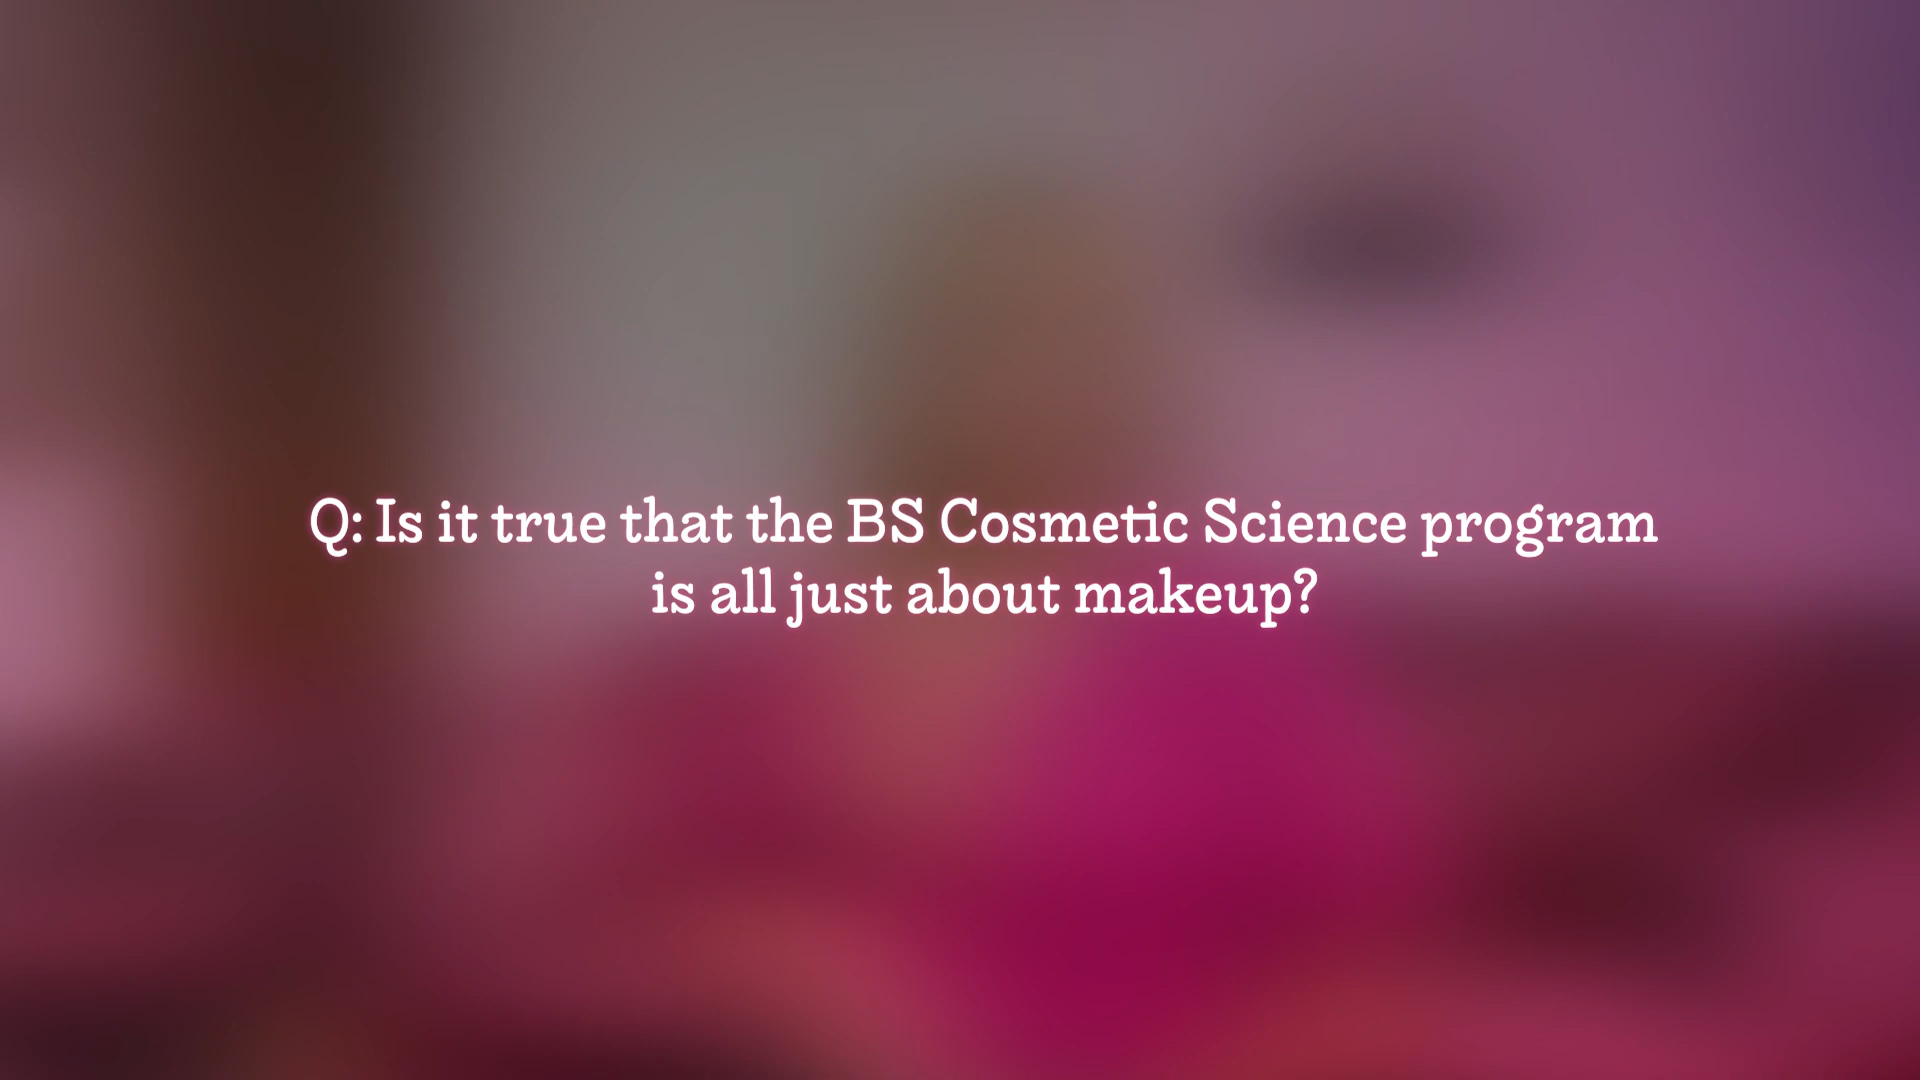 Q: Is it true that the BS Cosmetic Science program
is all just about makeup?